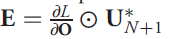 E = ∂L/∂O ⊙ U*_{N+1}